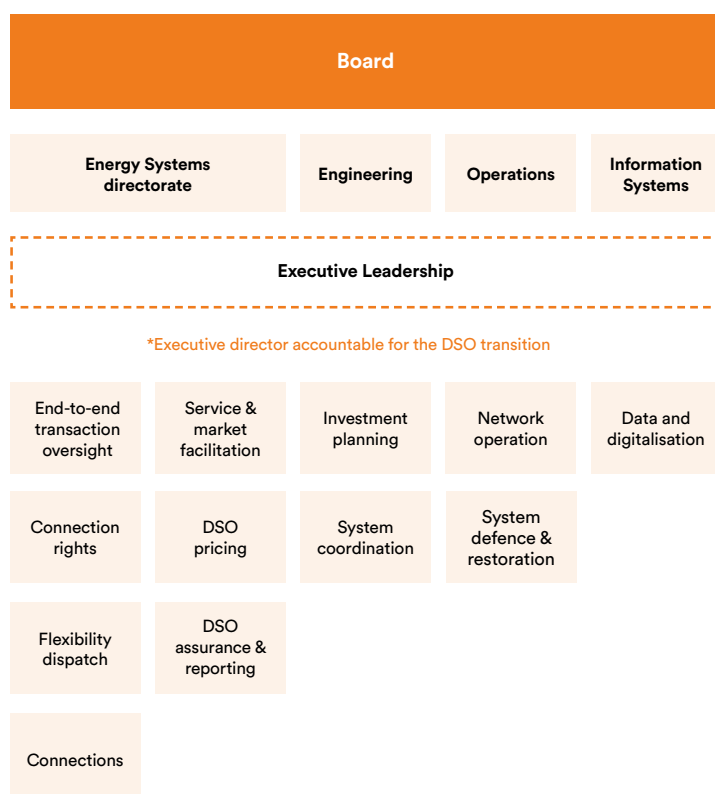 Board
Energy Systems
directorate
Engineering
Operations
Information
Systems
Executive Leadership
*Executive director accountable for the DSO transition
End-to-end
transaction
oversight
Service &
market
facilitation
Investment
planning
Network
operation
Data and
digitalisation
Connection
rights
DSO
pricing
System
coordination
System
defence &
restoration
Flexibility
dispatch
DSO
assurance &
reporting
Connections